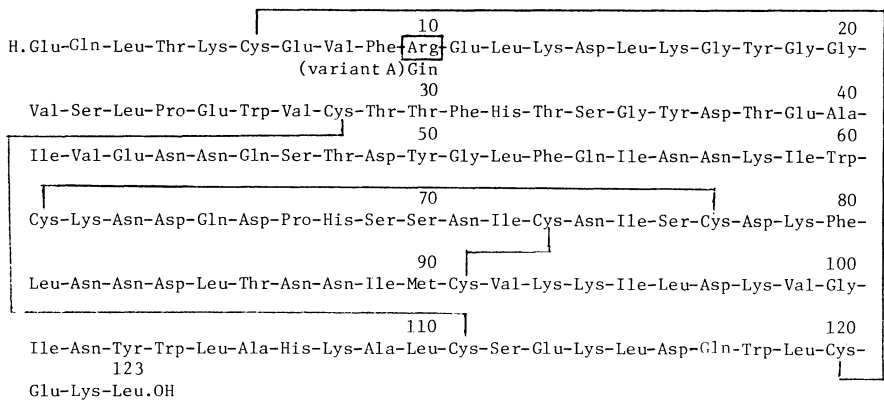 10 20
H.Glu-Gln-Leu-Thr-Lys-Cys-Glu-Val-Phe-Arg-Glu-Leu-Lys-Asp-Leu-Lys-Gly-Tyr-Gly-Gly-
(variant A)Gin
30 40
Val-Ser-Leu-Pro-Glu-Trp-Val-Cys-Thr-Thr-Phe-His-Thr-Ser-Gly-Tyr-Asp-Thr-Glu-Ala-
50 60
Ile-Val-Glu-Asn-Asn-Gln-Ser-Thr-Asp-Tyr-Gly-Leu-Phe-Gln-Ile-Asn-Asn-Lys-Ile-Trp-
70 80
Cys-Lys-Asn-Asp-Gln-Asp-Pro-His-Ser-Ser-Asn-Ile-Cys-Asn-Ile-Ser-Cys-Asp-Lys-Phe-
90 100
Leu-Asn-Asn-Asp-Leu-Thr-Asn-Asn-Ile-Met-Cys-Val-Lys-Lys-Ile-Leu-Asp-Lys-Val-Gly-
110 120
Ile-Asn-Tyr-Trp-Leu-Ala-His-Lys-Ala-Leu-Cys-Ser-Glu-Lys-Leu-Asp-Gln-Trp-Leu-Cys-
123
Glu-Lys-Leu.OH